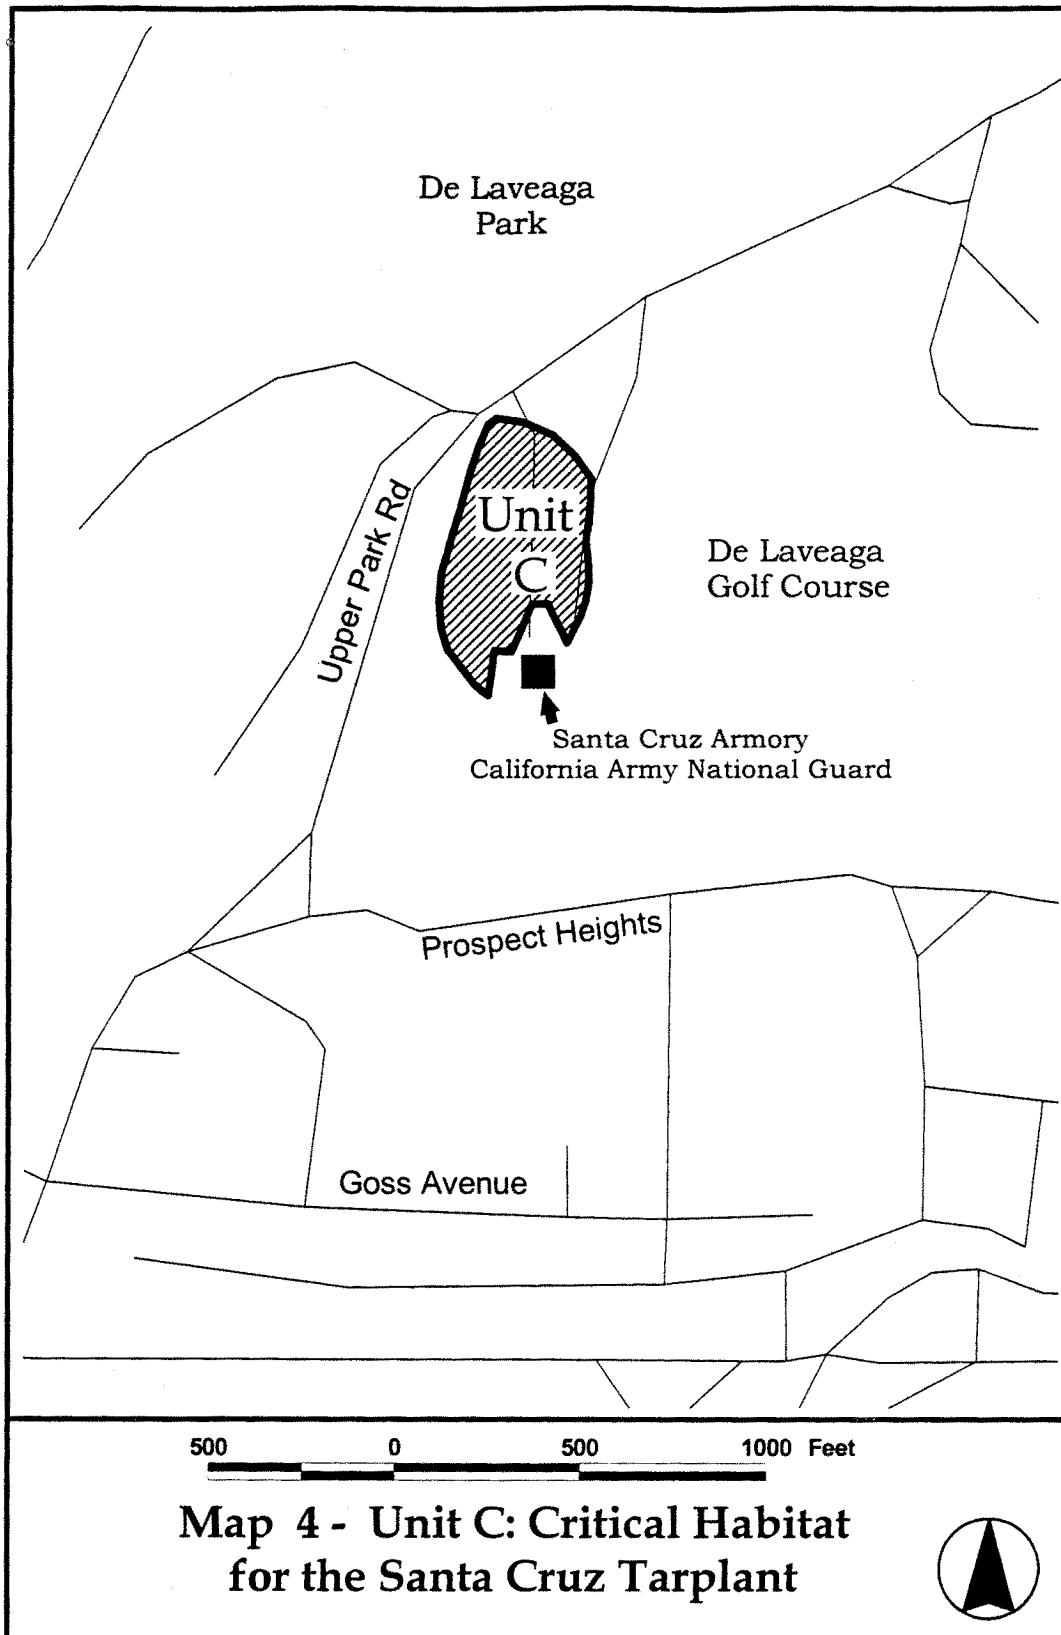 De Laveaga
Park
Upper Park Rd
Unit
C
De Laveaga
Golf Course
Santa Cruz Armory
California Army National Guard
Prospect Heights
Goss Avenue
500 0 500 1000 Feet
Map 4 - Unit C: Critical Habitat
for the Santa Cruz Tarplant